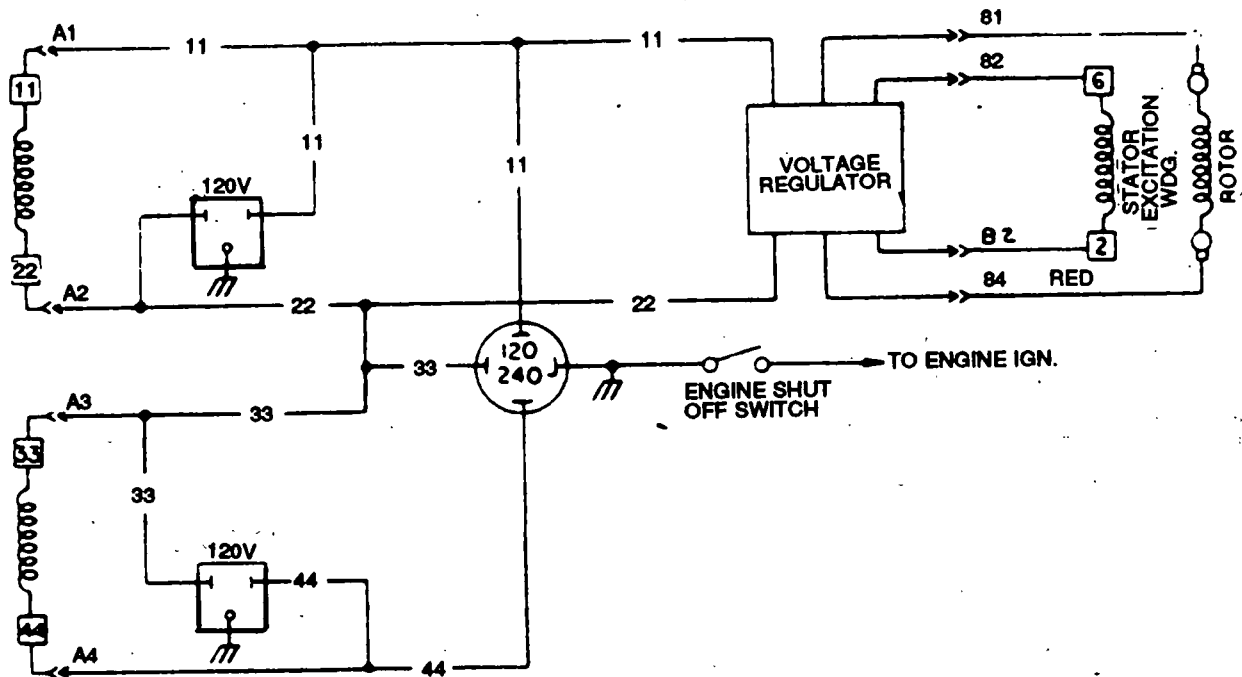 A1
11
11
81
82
11
6
11
11
VOLTAGE
REGULATOR
STATOR
EXCITATION
WDG.
ROTOR
120V
22
A2
22
22
82
2
84
RED
120
240
33
TO ENGINE IGN.
ENGINE SHUT
OFF SWITCH
A3
33
33
33
120V
44
44
A4
44